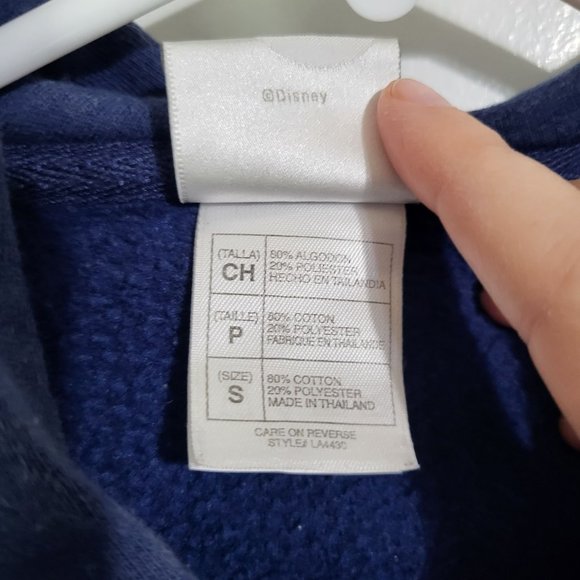 ©Disney
(TALLA)
CH
80% ALGODON
20% POLIESTER
HECHO EN TAILANDIA
(TAILLE)
P
80% COTON
20% POLYESTER
FABRIQUE EN THAILANDE
(SIZE)
S
80% COTTON
20% POLYESTER
MADE IN THAILAND
CARE ON REVERSE
STYLE# LA4430